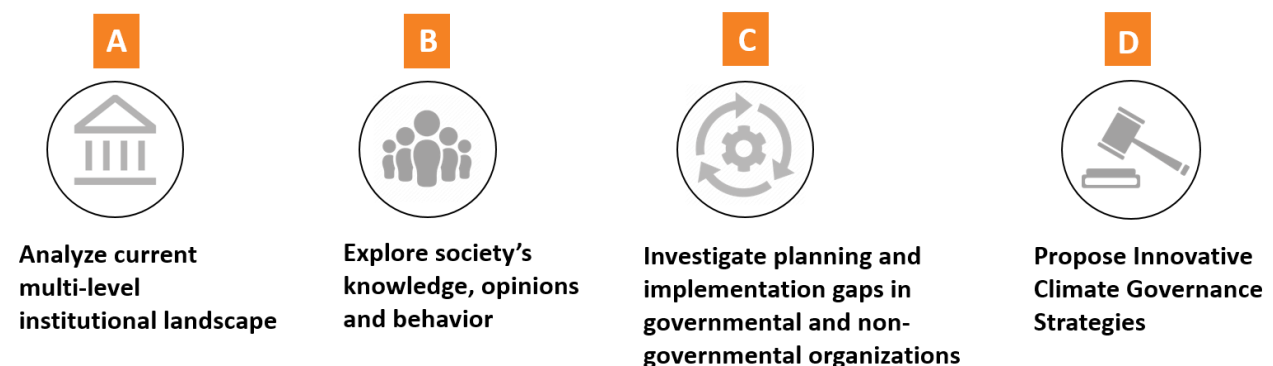 A
Analyze current
multi-level
institutional landscape
B
Explore society's
knowledge, opinions
and behavior
C
Investigate planning and
implementation gaps in
governmental and non-
governmental organizations
D
Propose Innovative
Climate Governance
Strategies